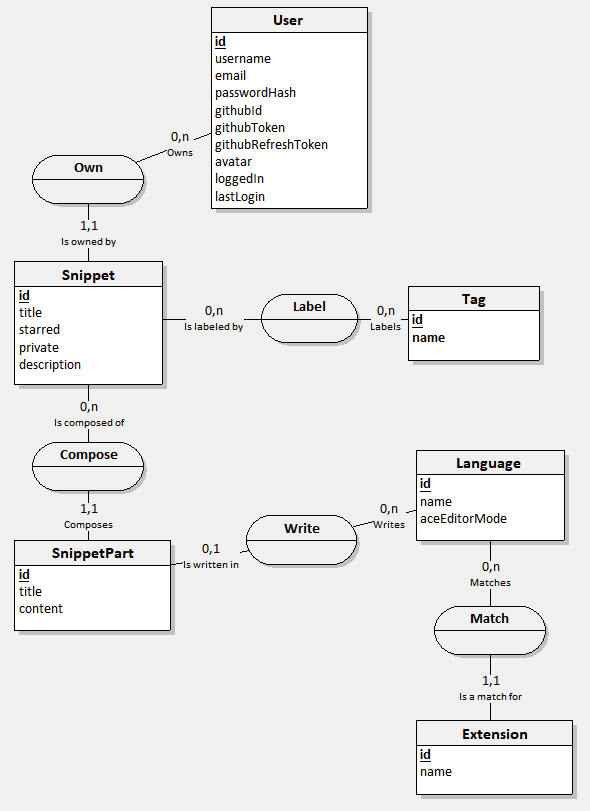 User
id
username
email
passwordHash
githubId
githubToken
githubRefreshToken
avatar
loggedIn
lastLogin
0,n
Owns
Own
1,1
Is owned by
Snippet
id
title
starred
private
description
0,n
Is labeled by
Label
0,n
Labels
Tag
id
name
0,n
Is composed of
Compose
1,1
Composes
SnippetPart
id
title
content
0,1
Is written in
Write
0,n
Writes
Language
id
name
aceEditorMode
0,n
Matches
Match
1,1
Is a match for
Extension
id
name